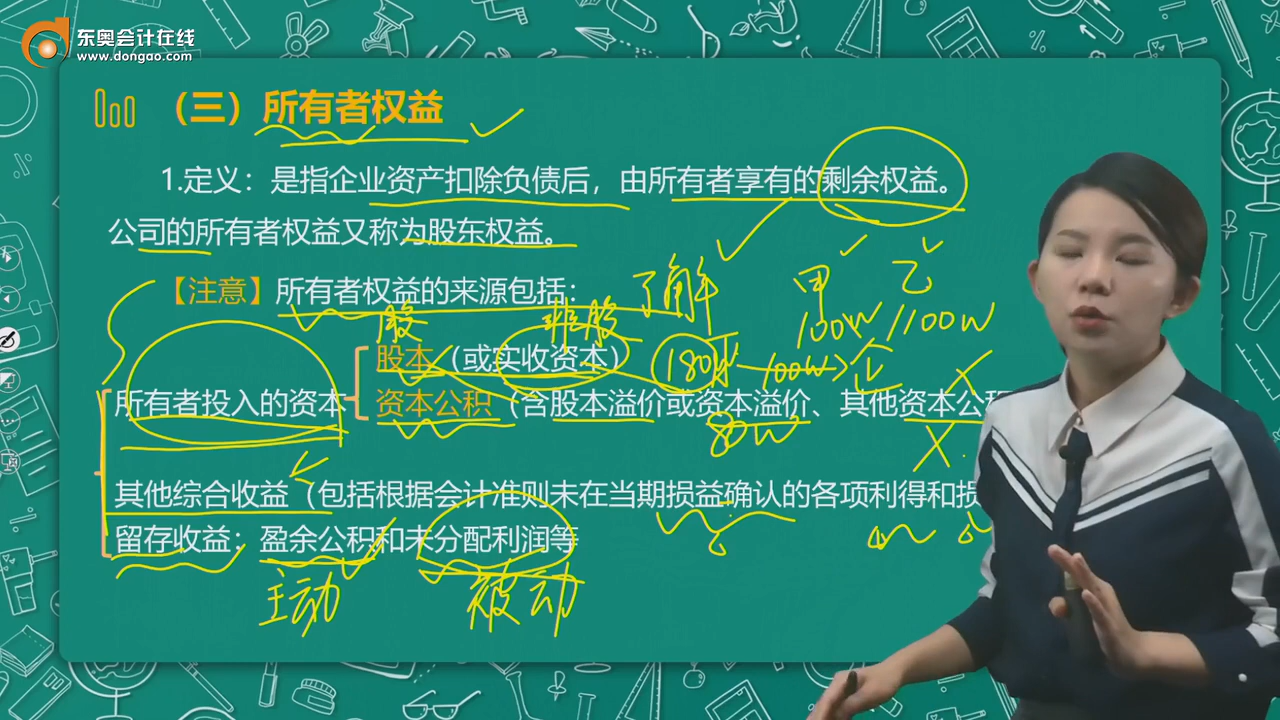 东奥会计在线
www.dongao.com
（三）所有者权益
1.定义：是指企业资产扣除负债后，由所有者享有的剩余权益。
公司的所有者权益又称为股东权益。
【注意】所有者权益的来源包括：
了解
甲 乙
100W 1100W
股 非股
股本（或实收资本）
180 100W
所有者投入的资本
资本公积（含股本溢价或资本溢价、其他资本公积
80W
其他综合收益（包括根据会计准则未在当期损益确认的各项利得和损
留存收益：盈余公积和未分配利润等
主动 被动